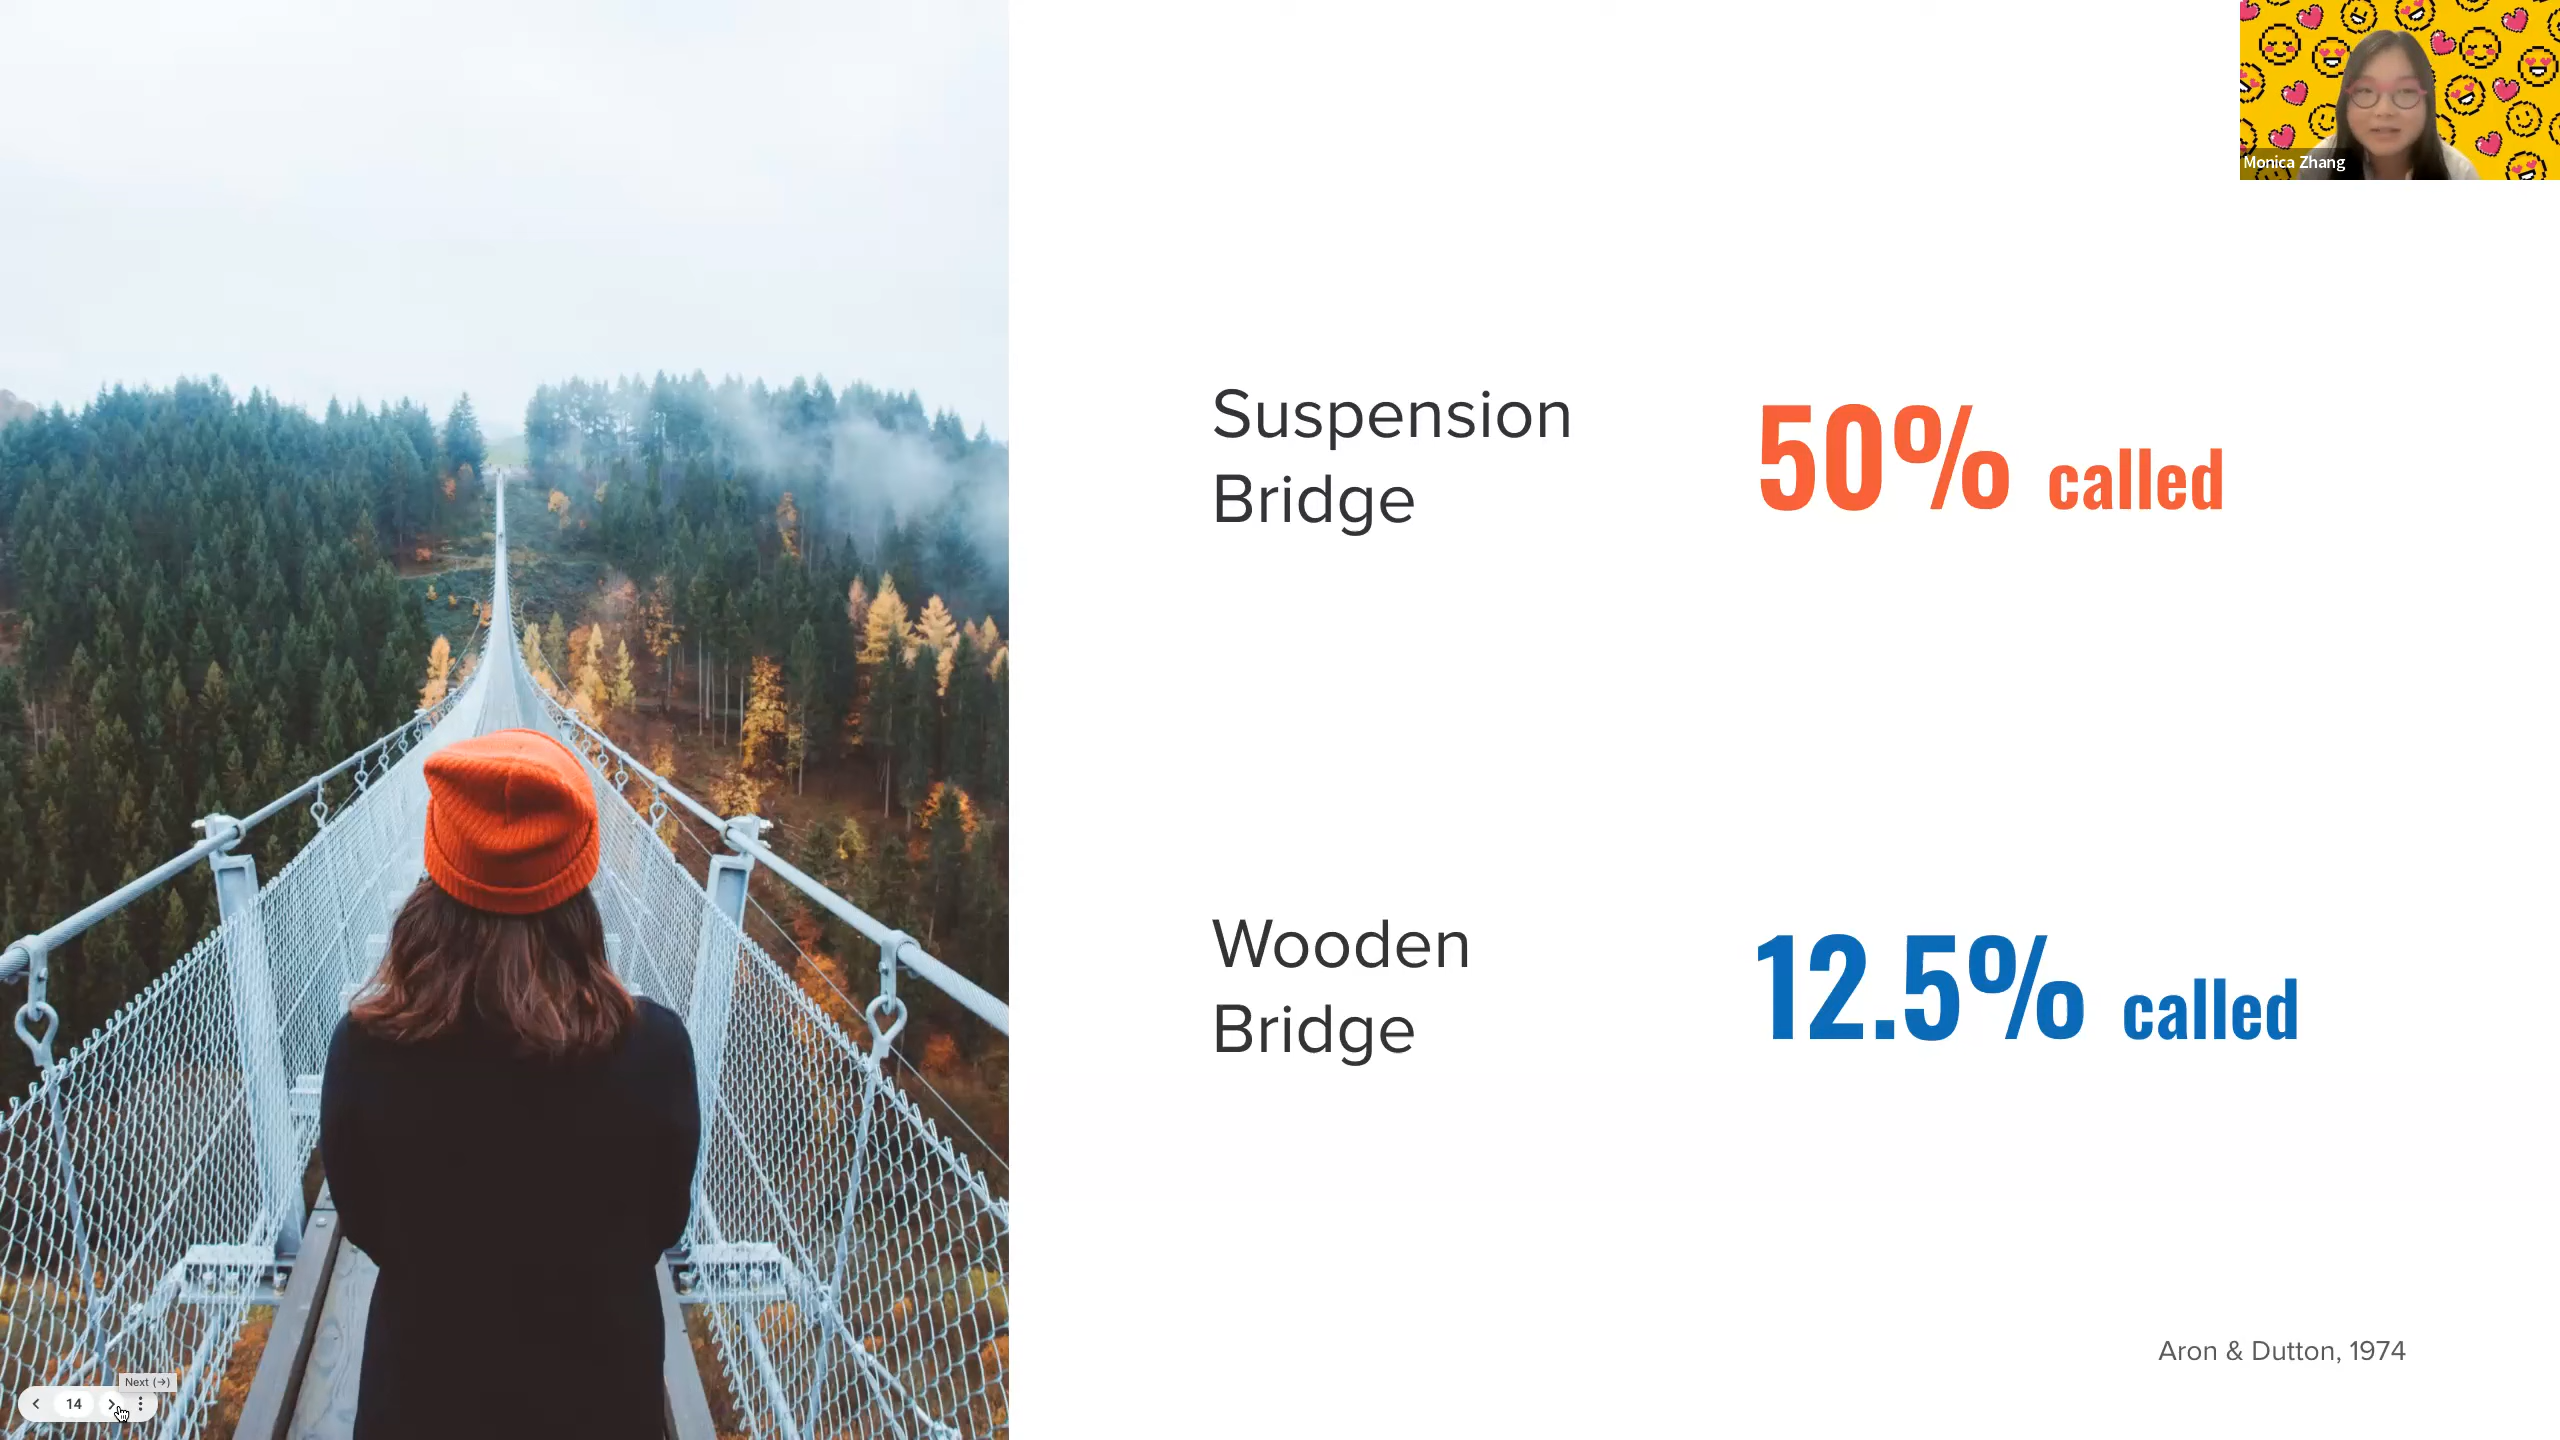 Monica Zhang
Suspension
Bridge
50% called
Wooden
Bridge
12.5% called
Aron & Dutton, 1974
Next (→)
14